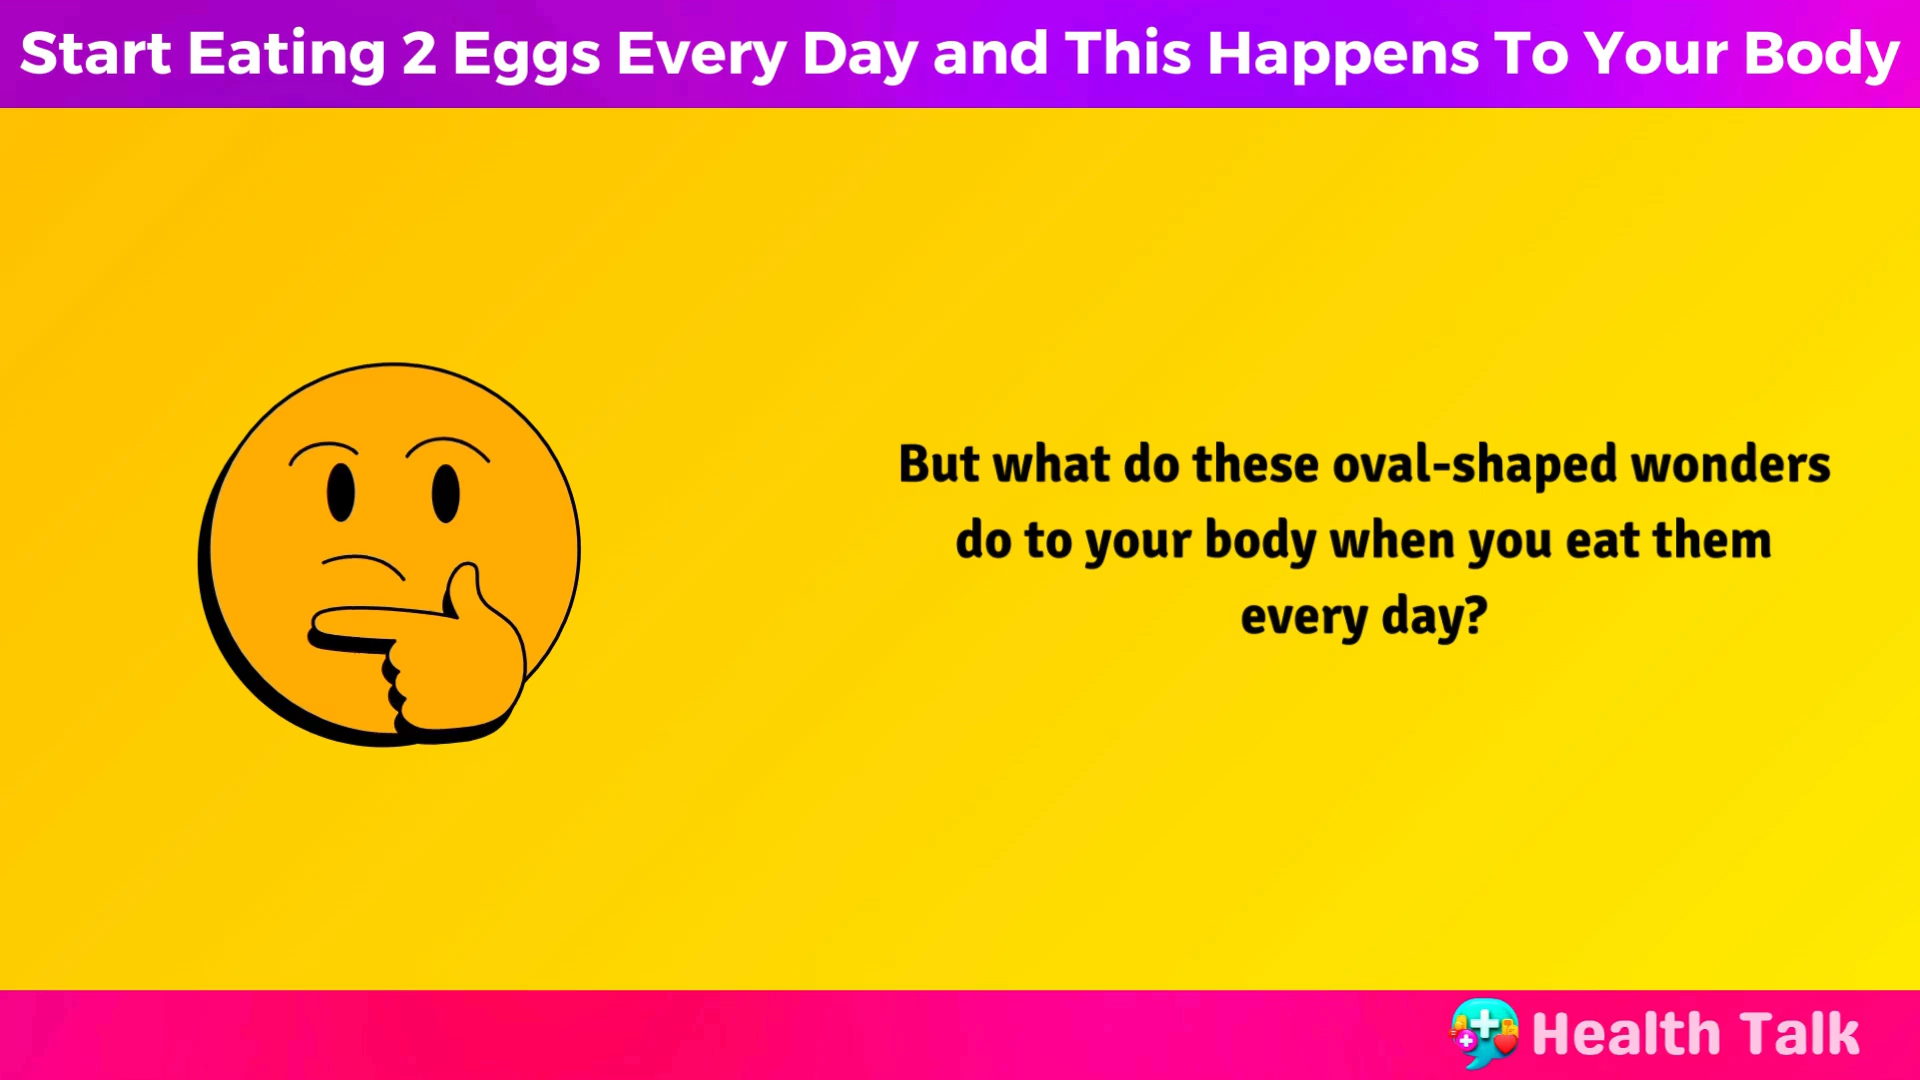 Start Eating 2 Eggs Every Day and This Happens To Your Body
But what do these oval-shaped wonders
do to your body when you eat them
every day?
Health Talk